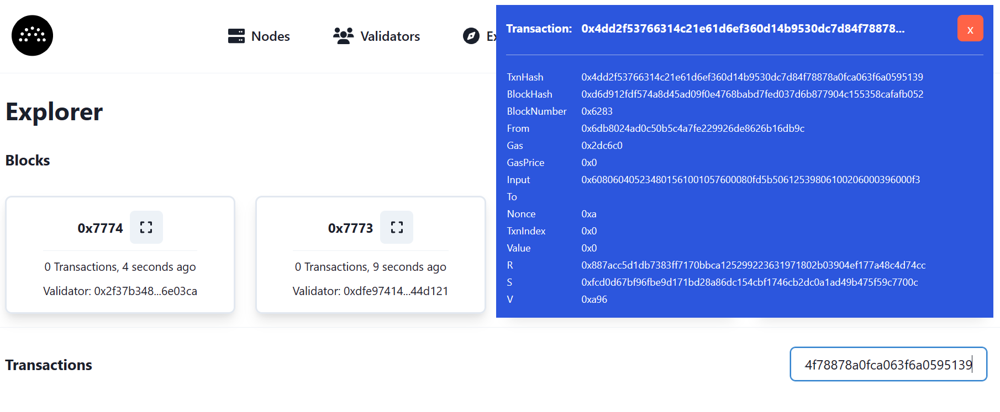 Nodes
Validators
Ex
Transaction: 0x4dd2f53766314c21e61d6ef360d14b9530dc7d84f78878...
x
TxnHash 0x4dd2f53766314c21e61d6ef360d14b9530dc7d84f78878a0fca063f6a0595139
BlockHash 0xd6d912fdf574a8d45ad09f0e4768babd7fed037d6b877904c155358cafafb052
BlockNumber 0x6283
From 0x6db8024ad0c50b5c4a7fe229926de8626b16db9c
Gas 0x2dc6c0
GasPrice 0x0
Input 0x608060405234801561001057600080fd5b50612539806100206000396000f3
To
Nonce 0xa
TxnIndex 0x0
Value 0x0
R 0x887acc5d1db7383ff7170bbca125299223631971802b03904ef177a48c4d74cc
S 0xfcd0d67bf96fbe9d171bd28a86dc154cbf1746cb2dc0a1ad49b475f59c7700c
V 0xa96
Explorer
Blocks
0x7774
0 Transactions, 4 seconds ago
Validator: 0x2f37b348...6e03ca
0x7773
0 Transactions, 9 seconds ago
Validator: 0xdfe97414...44d121
Transactions
4f78878a0fca063f6a0595139